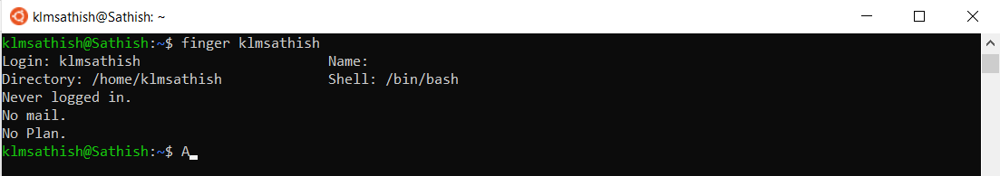 klmsathish@Sathish: ~
klmsathish@Sathish:~$ finger klmsathish
Login: klmsathish Name:
Directory: /home/klmsathish Shell: /bin/bash
Never logged in.
No mail.
No Plan.
klmsathish@Sathish:~$ A